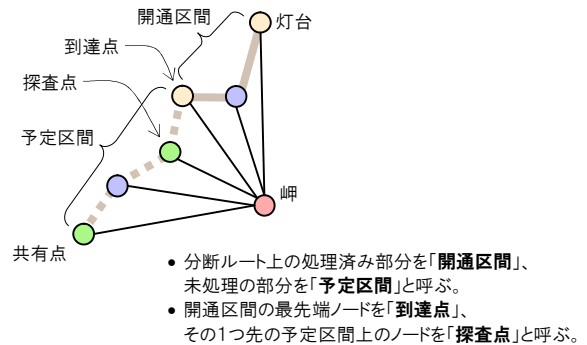 開通区間
灯台
到達点
探査点
予定区間
岬
共有点
• 分断ルート上の処理済み部分を「開通区間」、
未処理の部分を「予定区間」と呼ぶ。
• 開通区間の最先端ノードを「到達点」、
その1つ先の予定区間上のノードを「探査点」と呼ぶ。